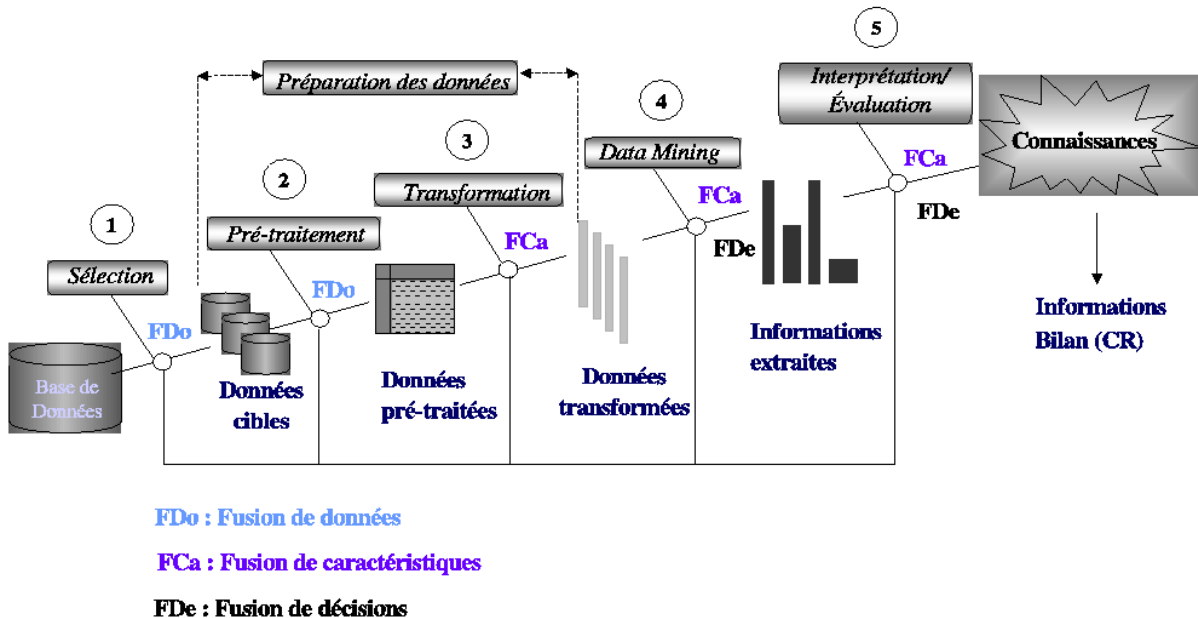 5
Préparation des données
Interprétation/
Évaluation
4
Connaissances
3
Data Mining
FCa
2
Transformation
FCa
FDe
1
Pré-traitement
FCa
FDe
Sélection
FDo
Informations
Bilan (CR)
FDo
Informations
extraites
Base de
Données
Données
cibles
Données
pré-traitées
Données
transformées
FDo : Fusion de données
FCa : Fusion de caractéristiques
FDe : Fusion de décisions